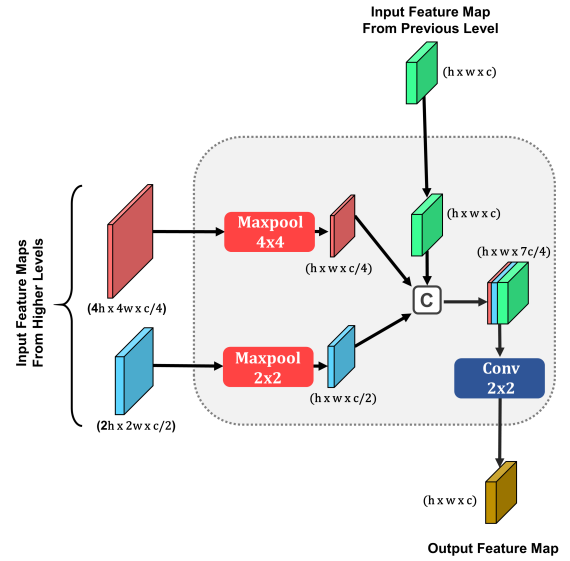 Input Feature Map
From Previous Level
(h x w x c)
Input Feature Maps
From Higher Levels
(4h x 4w x c/4)
Maxpool
4x4
(h x w x c/4)
(h x w x c)
(h x w x 7c/4)
C
(2h x 2w x c/2)
Maxpool
2x2
(h x w x c/2)
Conv
2x2
(h x w x c)
Output Feature Map